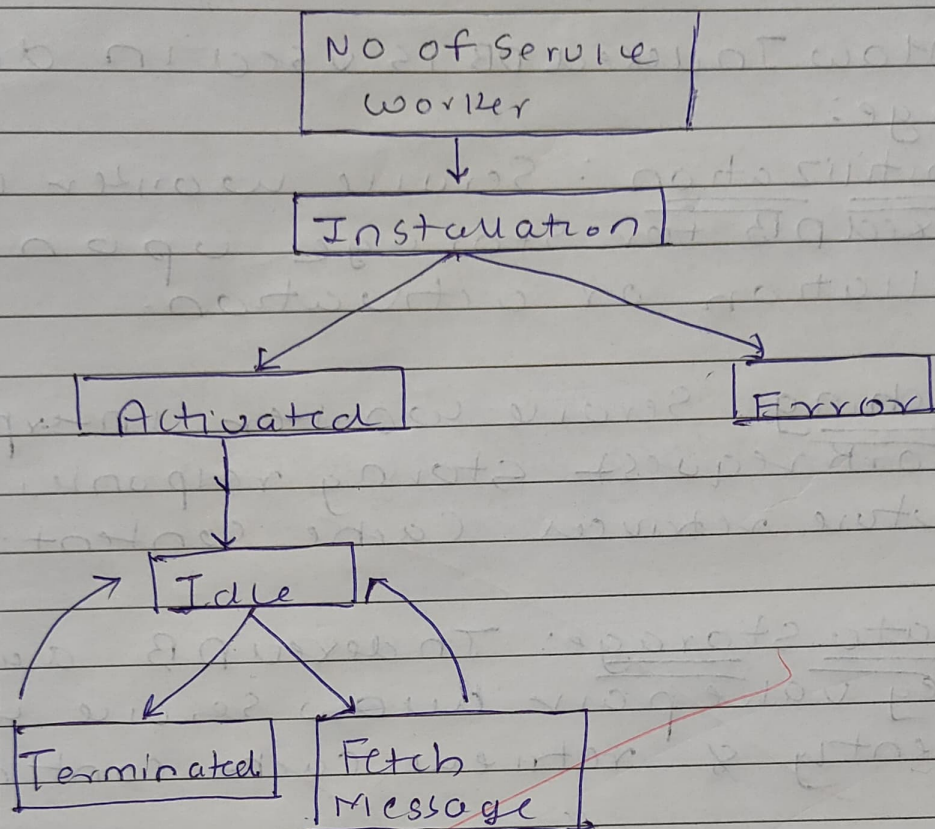 No of Service
worker
Installation
Activated
Error
Idle
Terminated
Fetch
Message